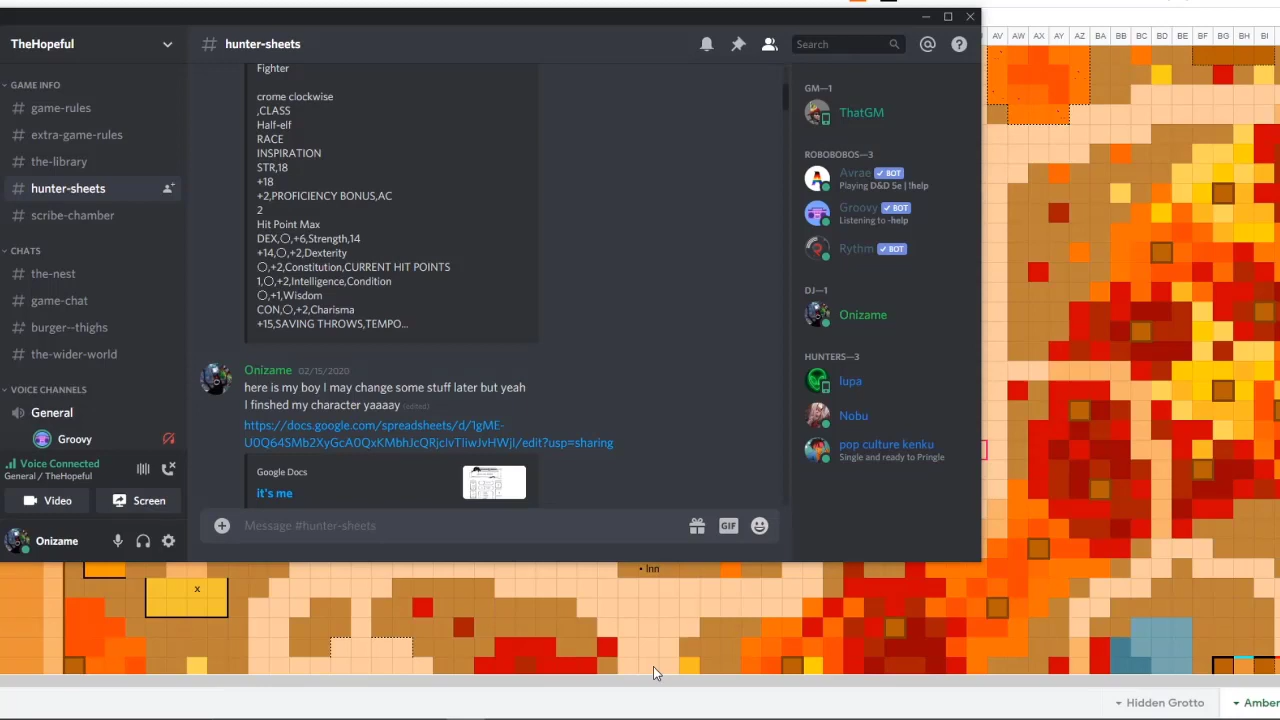 TheHopeful
GAME INFO
# game-rules
# extra-game-rules
# the-library
# hunter-sheets
# scribe-chamber
CHATS
# the-nest
# game-chat
# burger--thighs
# the-wider-world
VOICE CHANNELS
General
Groovy
Voice Connected
General / TheHopeful
Video
Screen
Onizame
# hunter-sheets
Search
Fighter
crome clockwise
,CLASS
Half-elf
RACE
INSPIRATION
STR,18
+18
+2,PROFICIENCY BONUS,AC
2
Hit Point Max
DEX,◯,+6,Strength,14
+14,◯,+2,Dexterity
◯,+2,Constitution,CURRENT HIT POINTS
1,◯,+2,Intelligence,Condition
◯,+1,Wisdom
CON,◯,+2,Charisma
+15,SAVING THROWS,TEMPO...
Onizame 02/15/2020
here is my boy I may change some stuff later but yeah
I finshed my character yaaaay (edited)
https://docs.google.com/spreadsheets/d/1gME-
U0Q64SMb2XyGcA0QxKMbhJcQRjcIvTIiwJvHWjI/edit?usp=sharing
Google Docs
it's me
Message #hunter-sheets
GIF
GM—1
ThatGM
ROBOBOBOS—3
Avrae BOT
Playing D&D 5e | !help
Groovy BOT
Listening to -help
Rythm BOT
DJ—1
Onizame
HUNTERS—3
lupa
Nobu
pop culture kenku
Single and ready to Pringle
AV AW AX AY AZ BA BB BC BD BE BF BG BH BI
• Inn
x
Hidden Grotto
Amber